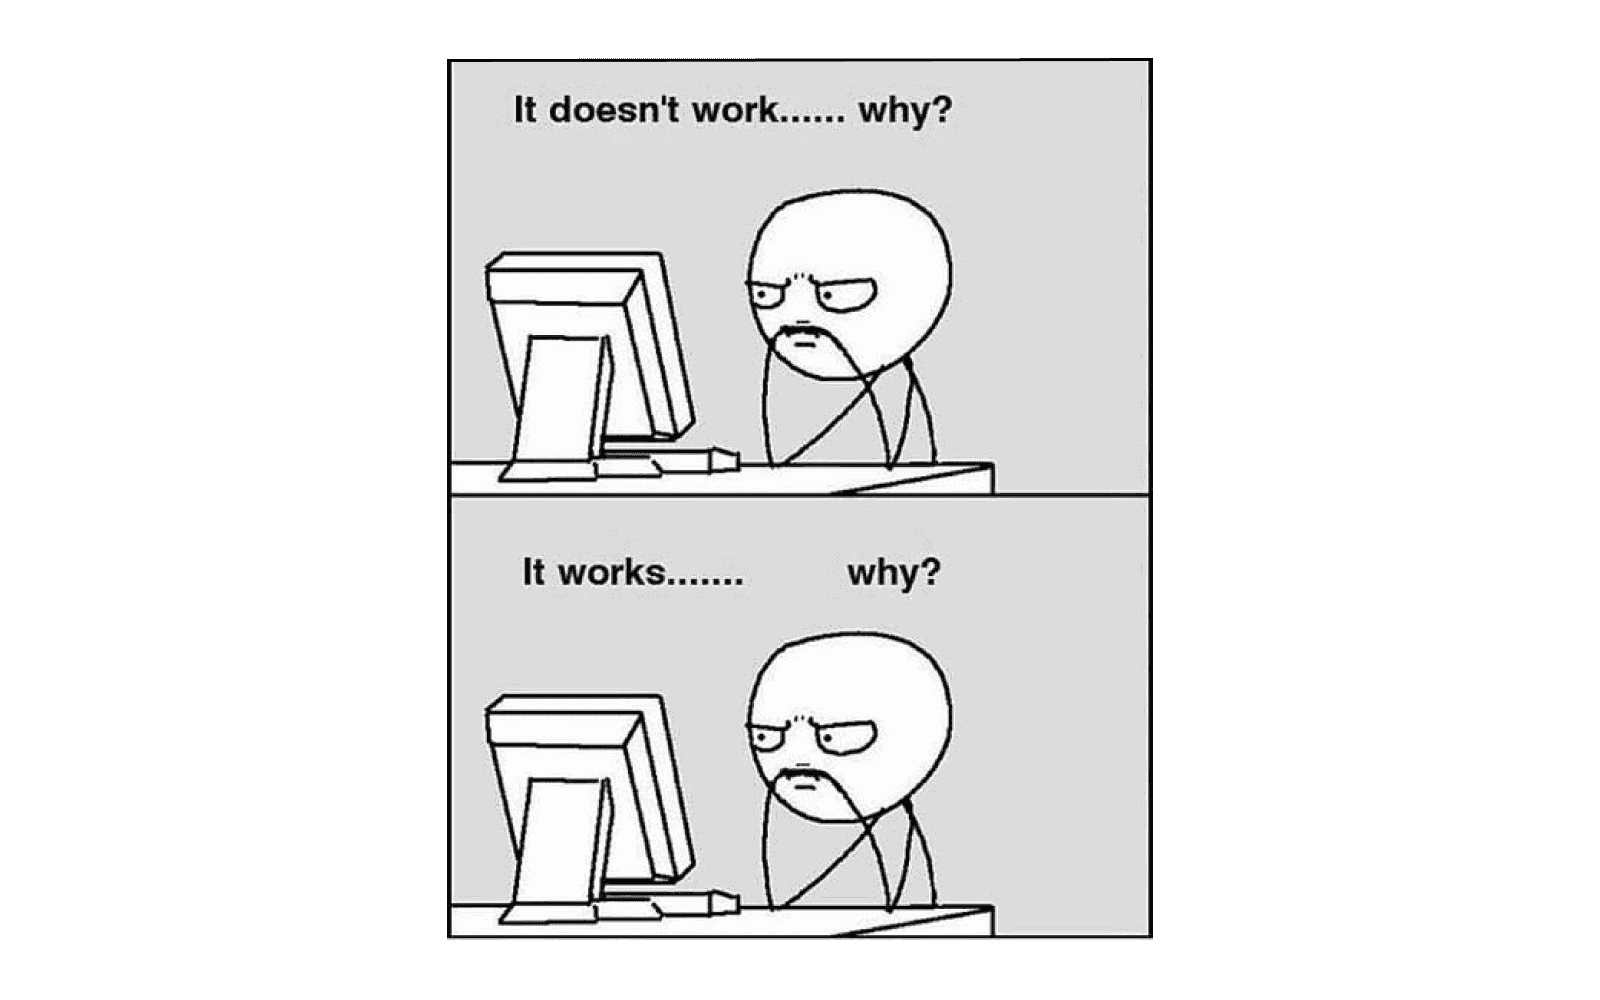 It doesn't work...... why?
It works....... why?